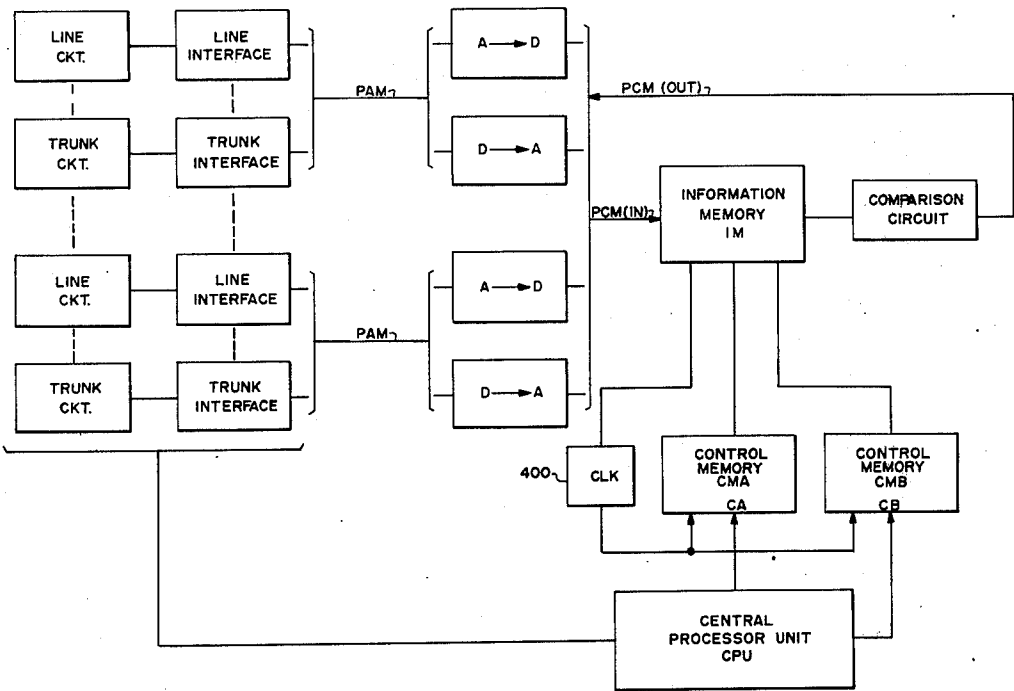 LINE
CKT.
LINE
INTERFACE
A → D
PAM
PCM (OUT)
TRUNK
CKT.
TRUNK
INTERFACE
D → A
PCM(IN)
INFORMATION
MEMORY
IM
COMPARISON
CIRCUIT
LINE
CKT.
LINE
INTERFACE
A → D
PAM
TRUNK
CKT.
TRUNK
INTERFACE
D → A
400
CLK
CONTROL
MEMORY
CMA
CA
CONTROL
MEMORY
CMB
CB
CENTRAL
PROCESSOR UNIT
CPU